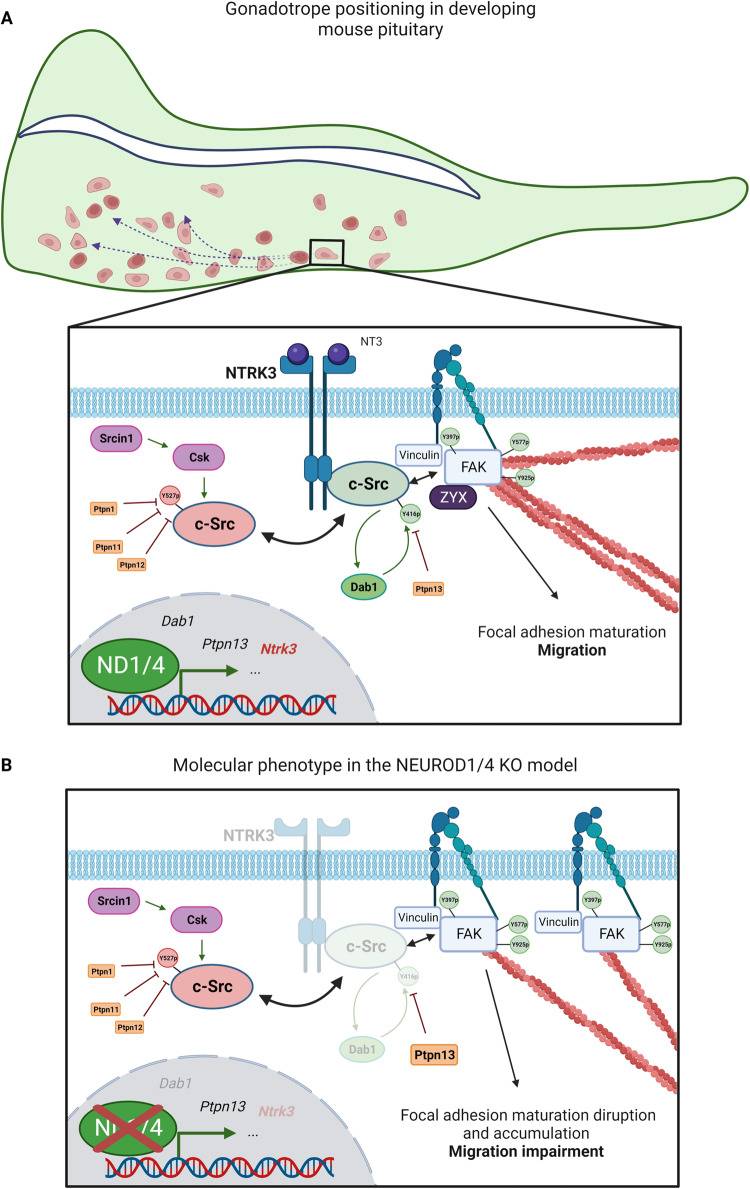 A
Gonadotrope positioning in developing
mouse pituitary
NT3
NTRK3
Srcin1
Csk
Y527p
Ptpn1
Ptpn11
Ptpn12
c-Src
c-Src
Y416p
Dab1
Ptpn13
Vinculin
Y397p
FAK
Y577p
Y925p
ZYX
Focal adhesion maturation
Migration
Dab1
Ptpn13
Ntrk3
...
ND1/4
B
Molecular phenotype in the NEUROD1/4 KO model
NTRK3
Srcin1
Csk
Y527p
Ptpn1
Ptpn11
Ptpn12
c-Src
c-Src
Y416p
Dab1
Ptpn13
Vinculin
Y397p
FAK
Y577p
Y925p
Vinculin
Y397p
FAK
Y577p
Y925p
Focal adhesion maturation diruption
and accumulation
Migration impairment
Dab1
Ptpn13
Ntrk3
...
ND1/4